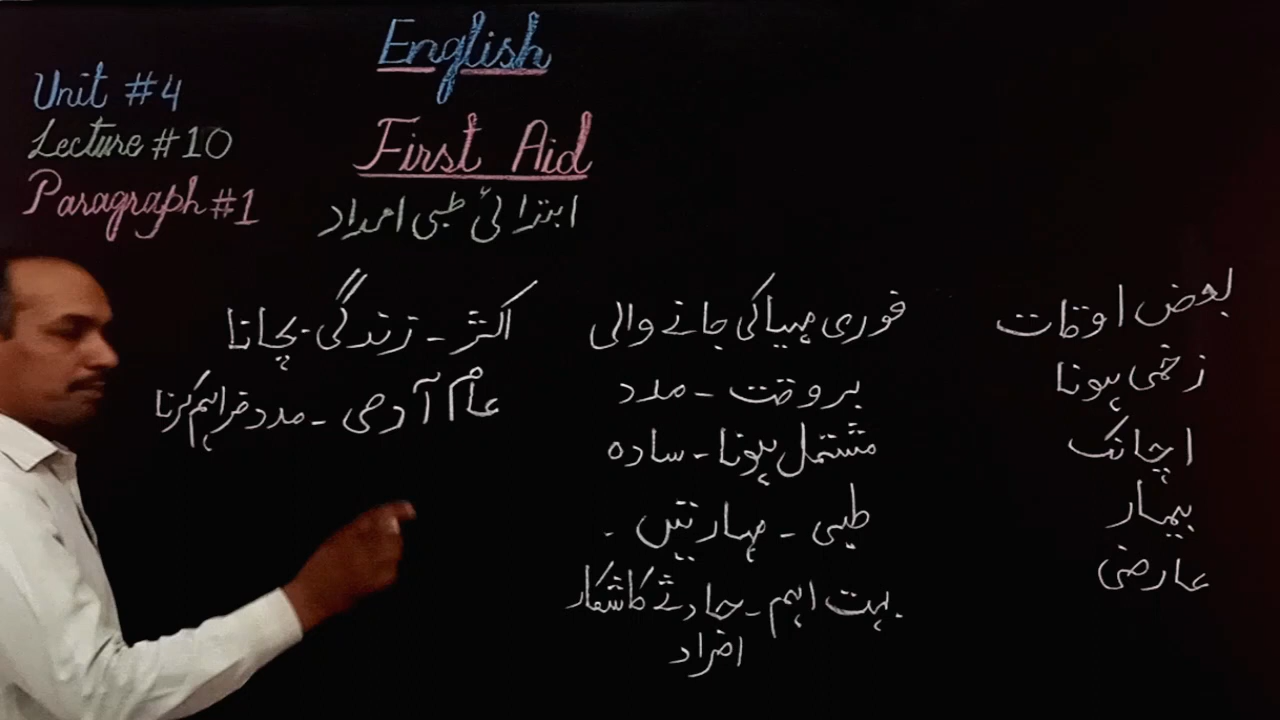 English
Unit #4
Lecture #10
Paragraph #1
First Aid
ابتدائی طبی امداد
بعض اوقات
زخمی ہونا
اچانک
بیمار
عارضی
فوری مہیا کی جانے والی
بروقت - مدد
مشتمل ہونا - سادہ
طبی - مہارتیں -
بہت اہم - حادثے کا شکار
افراد
اکثر - زندگی بچانا
عام آدمی - مدد فراہم کرنا